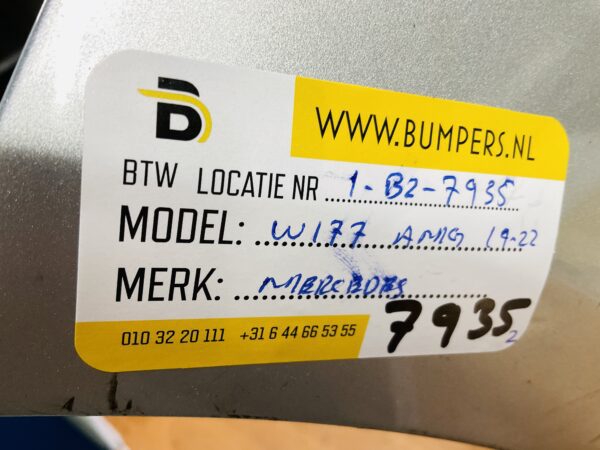 B
WWW.BUMPERS.NL
BTW LOCATIE NR 1-B2-7935
MODEL: W177 AMG 19-22
MERK: MERCEDES
010 32 20 111 +31 6 44 66 53 55
7935
2